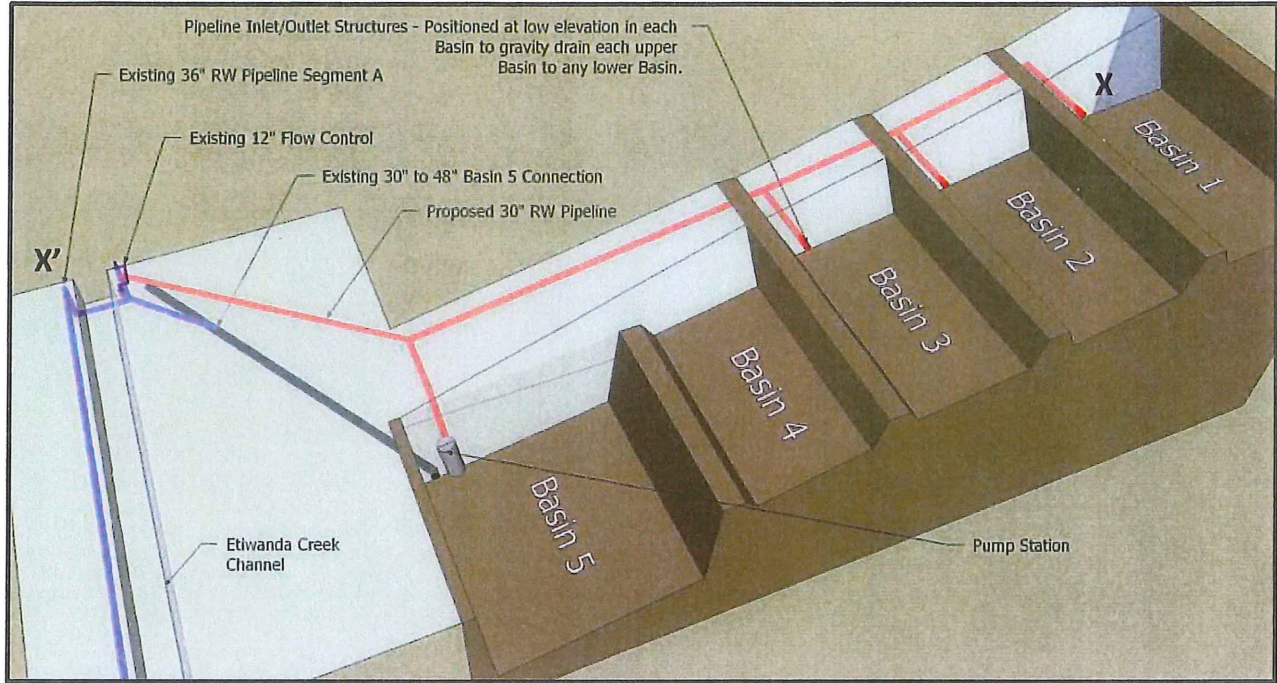 Pipeline Inlet/Outlet Structures - Positioned at low elevation in each
Basin to gravity drain each upper
Basin to any lower Basin.
Existing 36" RW Pipeline Segment A
Existing 12" Flow Control
Existing 30" to 48" Basin 5 Connection
Proposed 30" RW Pipeline
X
X'
Basin 1
Basin 2
Basin 3
Basin 4
Basin 5
Etiwanda Creek
Channel
Pump Station